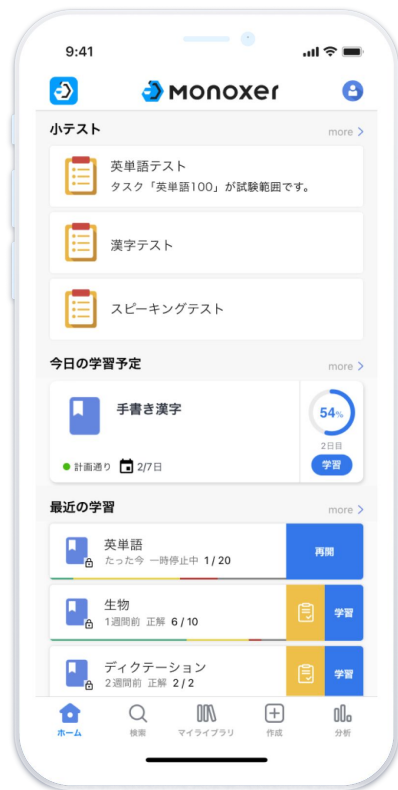 9:41
monoxer
小テスト more >
英単語テスト
タスク「英単語100」が試験範囲です。
漢字テスト
スピーキングテスト
今日の学習予定 more >
手書き漢字
54%
2日目
計画通り 2/7日 学習
最近の学習 more >
英単語
たった今 一時停止中 1 / 20
再開
生物
1週間前 正解 6 / 10
学習
ディクテーション
2週間前 正解 2 / 2
学習
ホーム 検索 マイライブラリ 作成 分析